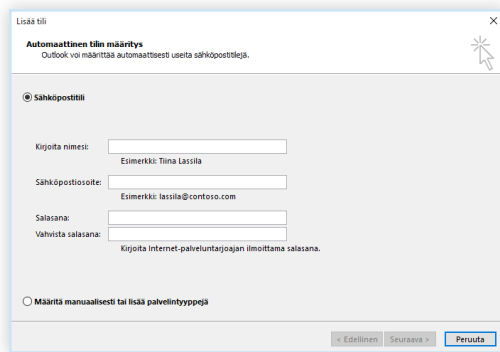 Lisää tili
Automaattinen tilin määritys
Outlook voi määrittää automaattisesti useita sähköpostitilejä.
Sähköpostitili
Kirjoita nimesi:
Esimerkki: Tiina Lassila
Sähköpostiosoite:
Esimerkki: lassila@contoso.com
Salasana:
Vahvista salasana:
Kirjoita Internet-palveluntarjoajan ilmoittama salasana.
Määritä manuaalisesti tai lisää palvelintyyppejä
< Edellinen Seuraava > Peruuta